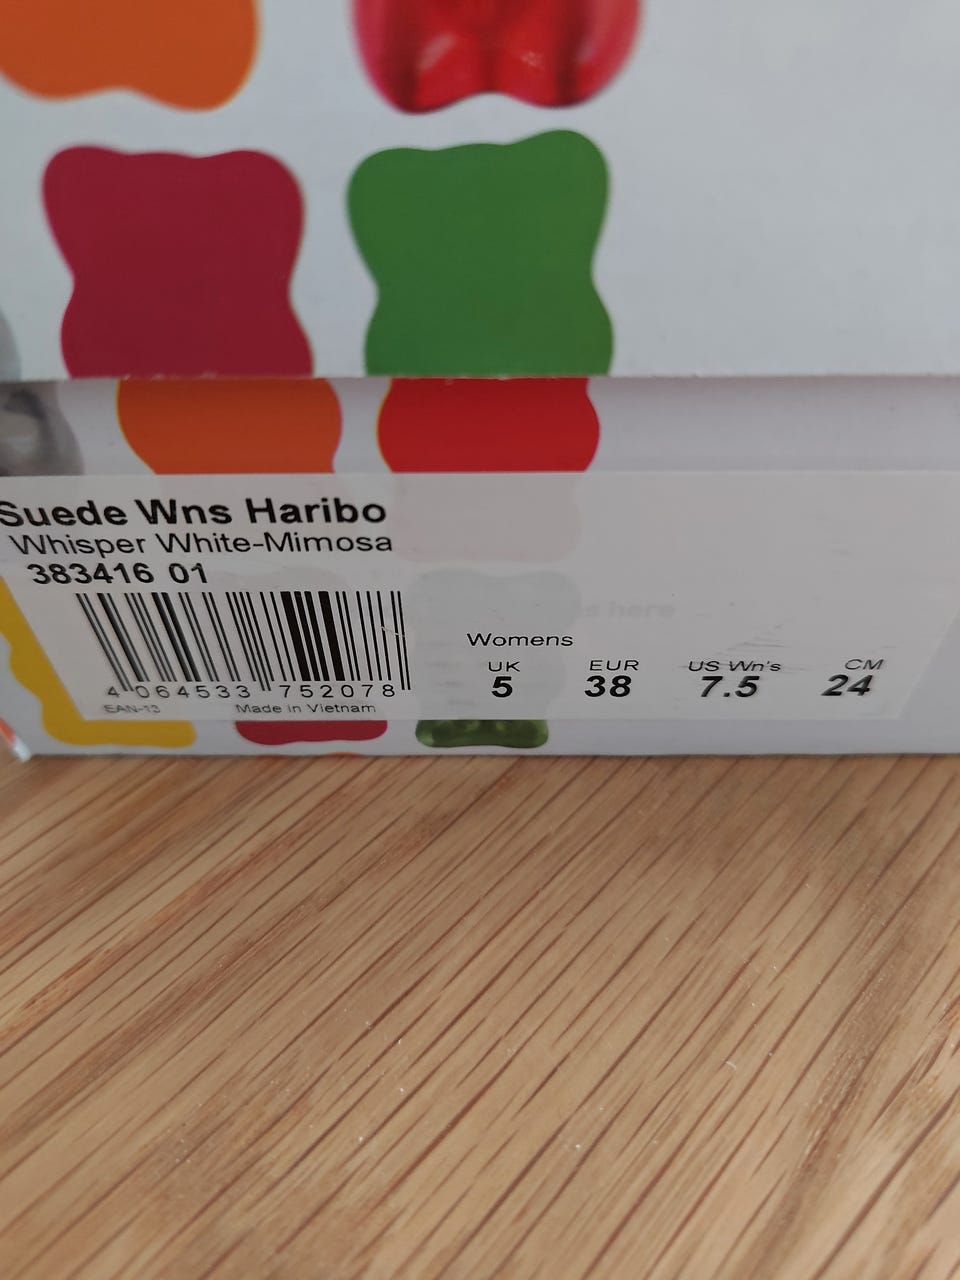 Suede Wns Haribo
Whisper White-Mimosa
383416 01
4 064533 752078
EAN-13
Made in Vietnam
s here
Womens
UK EUR US Wn's CM
5 38 7.5 24